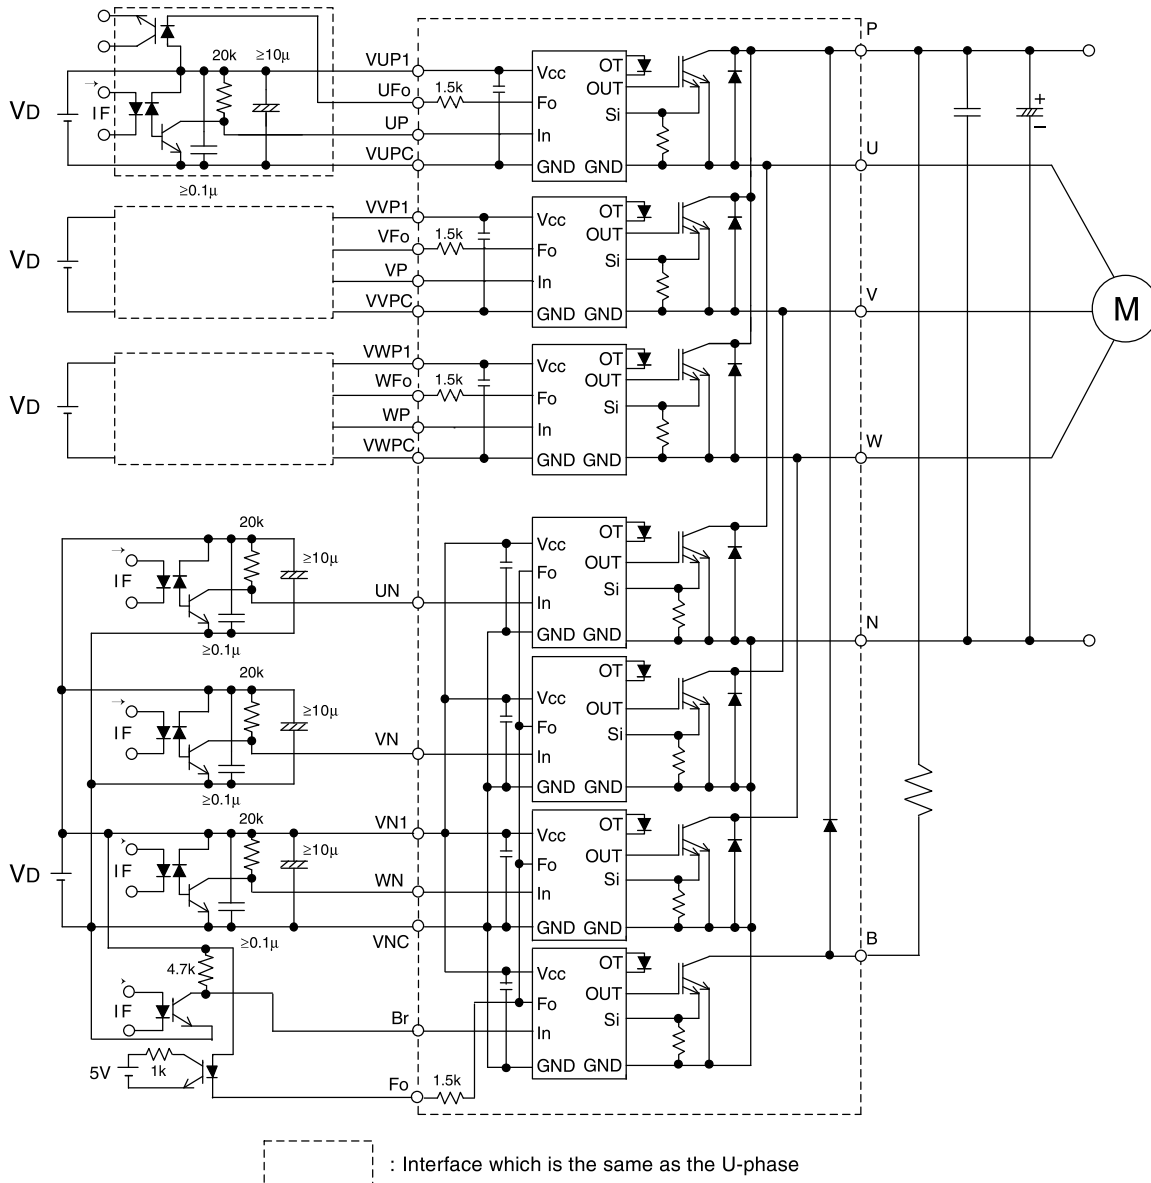 P
20k ≥10μ VUP1
Vcc OT
VD → IF UFo 1.5k Fo OUT
+
UP In Si
−
VUPC GND GND U
≥0.1μ
VVP1 Vcc OT
VD VFo 1.5k Fo OUT
VP In Si
VVPC GND GND V
M
VWP1 Vcc OT
VD WFo 1.5k Fo OUT
WP In Si
VWPC GND GND W
20k
→ IF ≥10μ Vcc OT
Fo OUT
UN In Si
GND GND N
≥0.1μ
20k OT
→ IF ≥10μ Vcc OUT
Fo Si
VN In
GND GND
≥0.1μ
20k VN1 Vcc OT
VD IF ≥10μ Fo OUT
WN In Si
VNC GND GND B
≥0.1μ
4.7k Vcc OT
IF Fo OUT
Br In Si
5V 1k GND GND
Fo 1.5k
: Interface which is the same as the U-phase